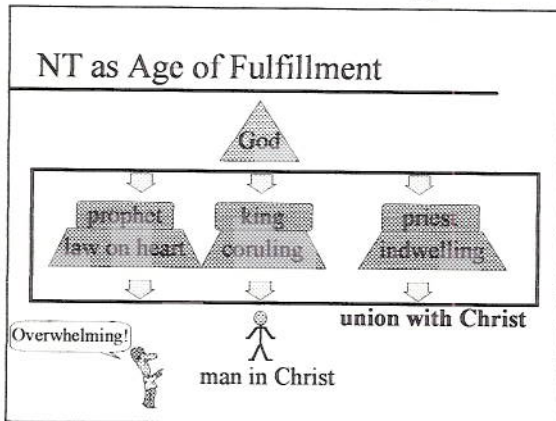 NT as Age of Fulfillment
God
prophet
law on heart
king
coruling
priest
indwelling
union with Christ
Overwhelming!
man in Christ